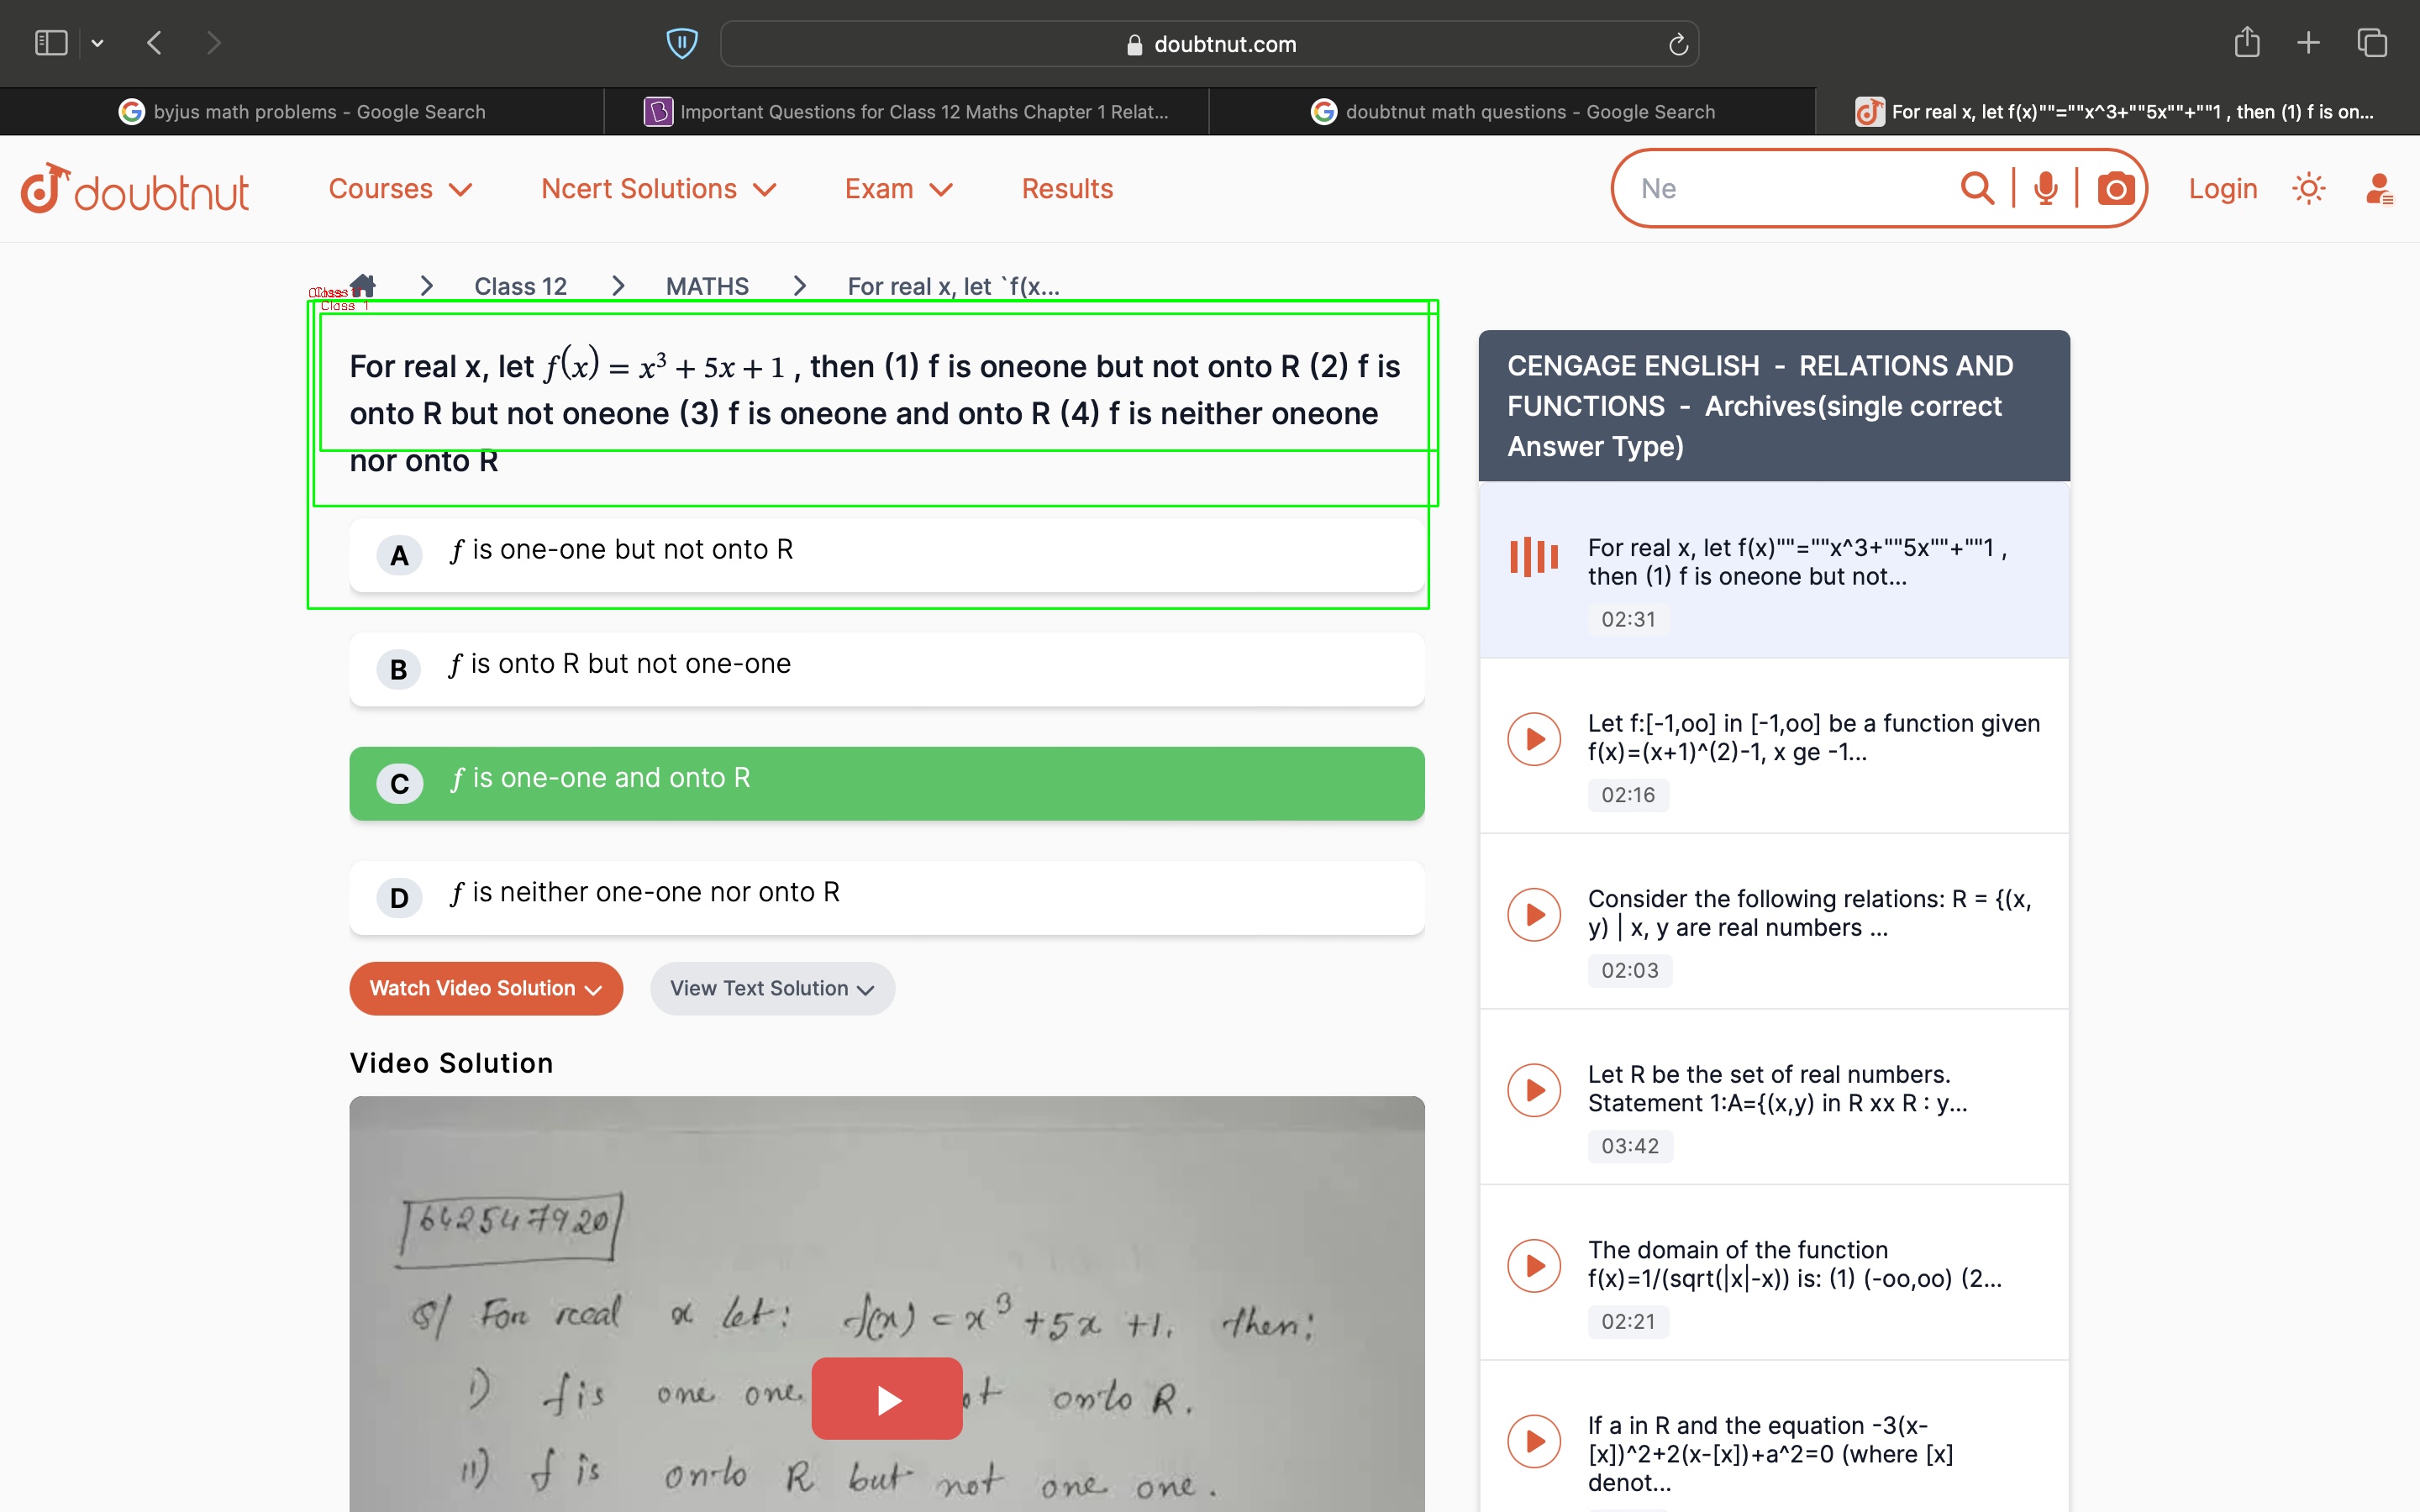 doubtnut.com
byjus math problems - Google Search
Important Questions for Class 12 Maths Chapter 1 Relat...
doubtnut math questions - Google Search
For real x, let f(x)""=""x^3+""5x""+""1 , then (1) f is on...
doubtnut
Courses
Ncert Solutions
Exam
Results
Ne
Login
Class 12
MATHS
For real x, let `f(x...
Class 1
For real x, let f(x) = x³ + 5x + 1 , then (1) f is oneone but not onto R (2) f is
onto R but not oneone (3) f is oneone and onto R (4) f is neither oneone
nor onto R
A f is one-one but not onto R
B f is onto R but not one-one
C f is one-one and onto R
D f is neither one-one nor onto R
Watch Video Solution
View Text Solution
Video Solution
642547920
Q/ For real x let: f(x) = x³ +5x +1, then:
i) f is one one ot onto R.
ii) f is onto R but not one one.
CENGAGE ENGLISH - RELATIONS AND
FUNCTIONS - Archives(single correct
Answer Type)
For real x, let f(x)""=""x^3+""5x""+""1 ,
then (1) f is oneone but not...
02:31
Let f:[-1,oo] in [-1,oo] be a function given
f(x)=(x+1)^(2)-1, x ge -1...
02:16
Consider the following relations: R = {(x,
y) | x, y are real numbers ...
02:03
Let R be the set of real numbers.
Statement 1:A={(x,y) in R xx R : y...
03:42
The domain of the function
f(x)=1/(sqrt(|x|-x)) is: (1) (-oo,oo) (2...
02:21
If a in R and the equation -3(x-
[x])^2+2(x-[x])+a^2=0 (where [x]
denot...